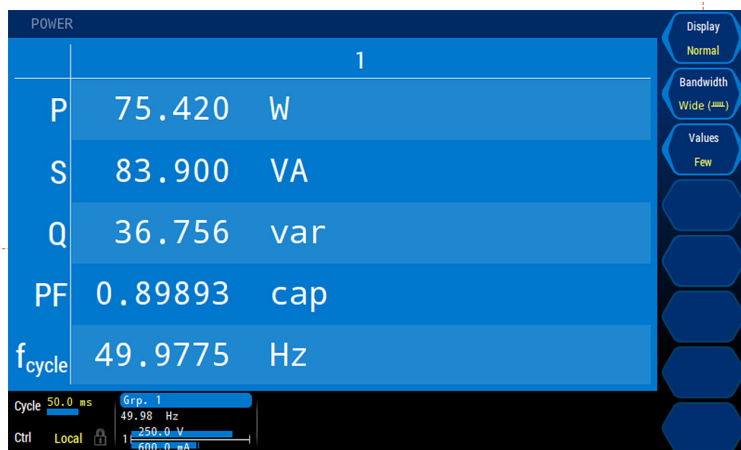 POWER
1
P 75.420 W
S 83.900 VA
Q 36.756 var
PF 0.89893 cap
fcycle 49.9775 Hz
Display
Normal
Bandwidth
Wide ( )
Values
Few
Cycle 50.0 ms
Ctrl Local
Grp. 1
49.98 Hz
1 250.0 V
600.0 mA